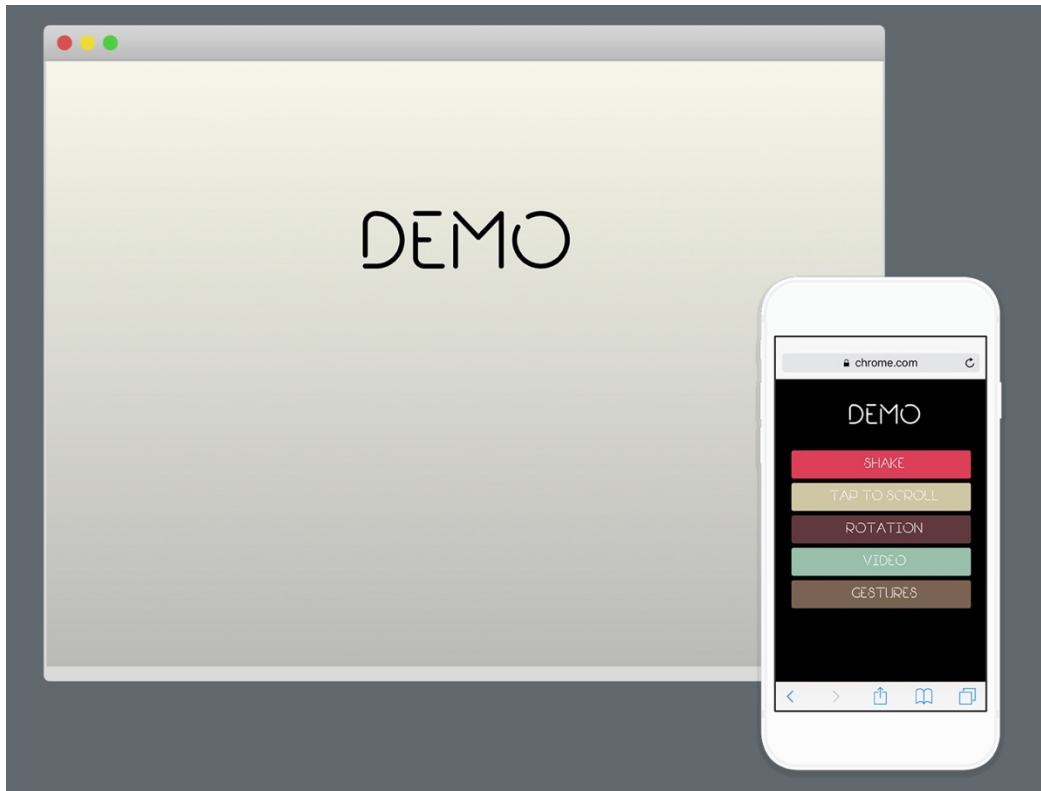 DEMO
chrome.com
DEMO
SHAKE
TAP TO SCROLL
ROTATION
VIDEO
GESTURES